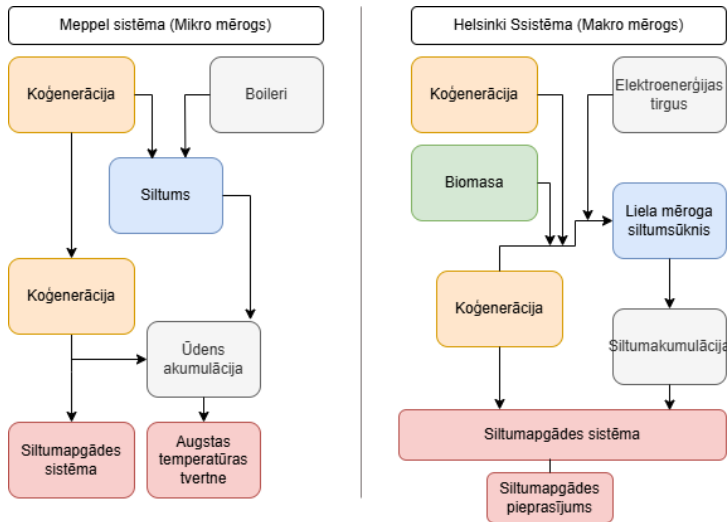 Meppel sistēma (Mikro mērogs)
Koģenerācija
Boileri
Siltums
Koģenerācija
Ūdens
akumulācija
Siltumapgādes
sistēma
Augstas
temperatūras
tvertne
Helsinki Ssistēma (Makro mērogs)
Koģenerācija
Elektroenerģijas
tirgus
Biomasa
Liela mēroga
siltumsūknis
Koģenerācija
Siltumakumulācija
Siltumapgādes sistēma
Siltumapgādes
pieprasījums